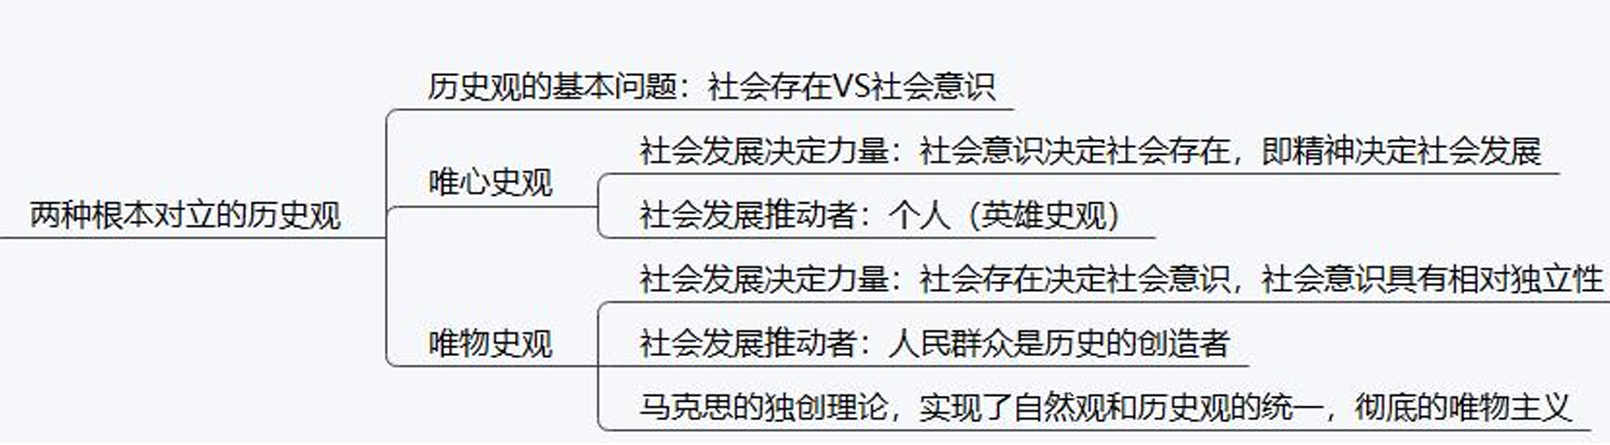 历史观的基本问题：社会存在VS社会意识
社会发展决定力量：社会意识决定社会存在，即精神决定社会发展
唯心史观
社会发展推动者：个人（英雄史观）
两种根本对立的历史观
社会发展决定力量：社会存在决定社会意识，社会意识具有相对独立性
唯物史观
社会发展推动者：人民群众是历史的创造者
马克思的独创理论，实现了自然观和历史观的统一，彻底的唯物主义